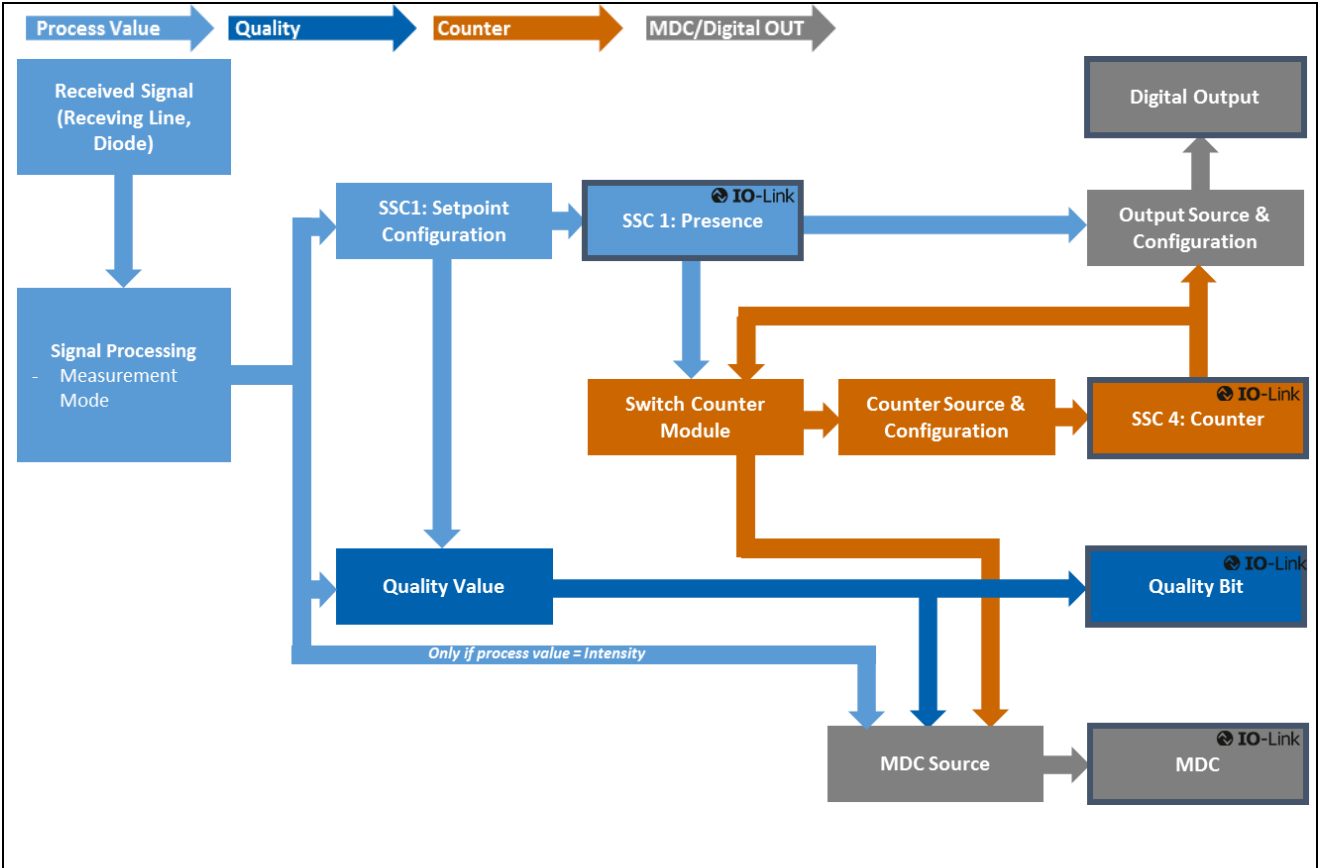 Process Value
Quality
Counter
MDC/Digital OUT
Received Signal
(Receving Line,
Diode)
Digital Output
SSC1: Setpoint
Configuration
IO-Link
SSC 1: Presence
Output Source &
Configuration
Signal Processing
- Measurement
Mode
Switch Counter
Module
Counter Source &
Configuration
IO-Link
SSC 4: Counter
Quality Value
IO-Link
Quality Bit
Only if process value = Intensity
MDC Source
IO-Link
MDC